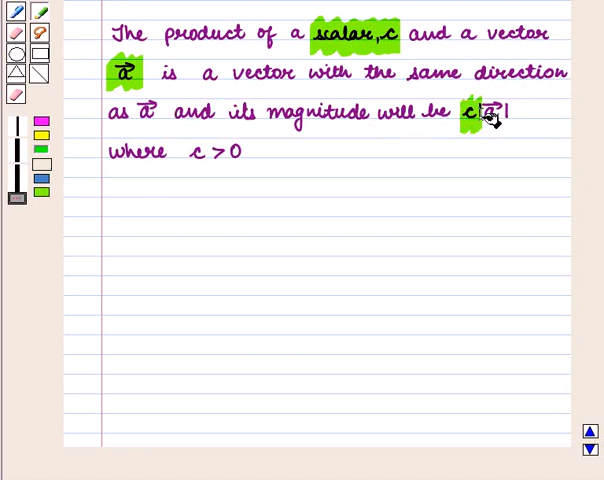 The product of a scalar, c and a vector
a⃗ is a vector with the same direction
as a⃗ and its magnitude will be c|a⃗|
where c > 0